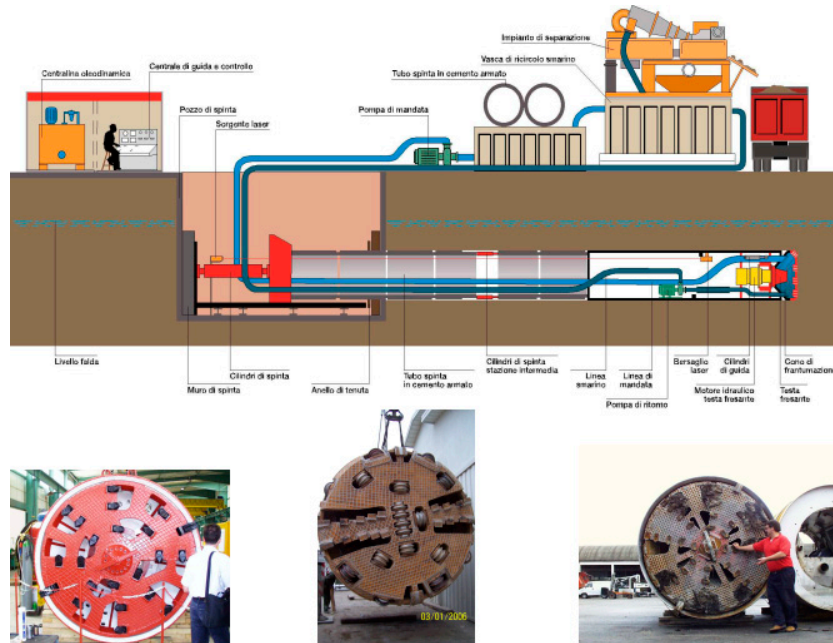 Impianto di separazione
Vasca di ricircolo smarino
Tubo spinta in cemento armato
Centrale di guida e controllo
Centralina oleodinamica
Pozzo di spinta
Sorgente laser
Pompa di mandata
Livello falda
Muro di spinta
Cilindri di spinta
Anello di tenuta
Tubo spinta
in cemento armato
Cilindri di spinta
stazione intermedia
Linea
smarino
Linea di
mandata
Pompa di ritorno
Bersaglio
laser
Cilindri
di guida
Motore idraulico
testa fresante
Cono di
frantumazione
Testa
fresante
03/01/2006